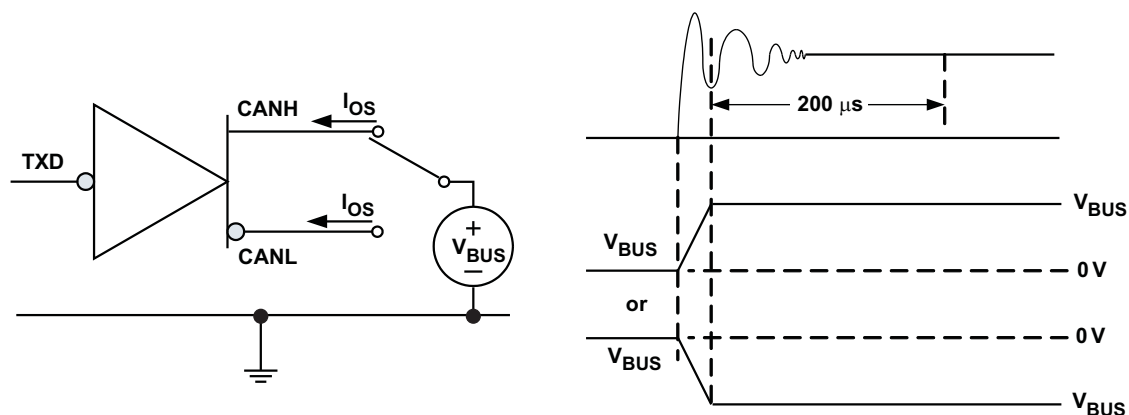 CANH
I_OS
TXD
I_OS
CANL
+
V_BUS
−
200 μs
V_BUS
V_BUS
0 V
or
0 V
V_BUS
V_BUS